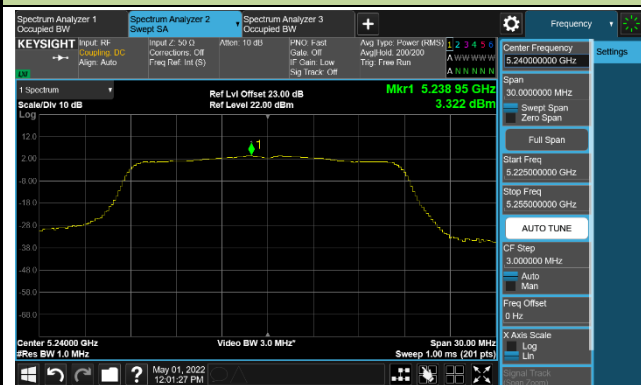 Spectrum Analyzer 1
Occupied BW
Spectrum Analyzer 2
Swept SA
Spectrum Analyzer 3
Occupied BW
+
Frequency
KEYSIGHT
Input: RF
Coupling: DC
Align: Auto
Input Z: 50 Ω
Corrections: Off
Freq Ref: Int (S)
Atten: 10 dB
PNO: Fast
Gate: Off
IF Gain: Low
Sig Track: Off
Avg Type: Power (RMS)
Avg|Hold: 200/200
Trig: Free Run
1 2 3 4 5 6
A W W W W W
A N N N N N
Settings
1 Spectrum
Scale/Div 10 dB
Log
Ref Lvl Offset 23.00 dB
Ref Level 22.00 dBm
Mkr1 5.238 95 GHz
3.322 dBm
1
12.0
2.00
-8.00
-18.0
-28.0
-38.0
-48.0
-58.0
-68.0
Center 5.24000 GHz
#Res BW 1.0 MHz
Video BW 3.0 MHz*
Span 30.00 MHz
Sweep 1.00 ms (201 pts)
Center Frequency
5.240000000 GHz
Span
30.0000000 MHz
Swept Span
Zero Span
Full Span
Start Freq
5.225000000 GHz
Stop Freq
5.255000000 GHz
AUTO TUNE
CF Step
3.000000 MHz
Auto
Man
Freq Offset
0 Hz
X Axis Scale
Log
Lin
Signal Track
(Span Zoom)
?
May 01, 2022
12:01:27 PM